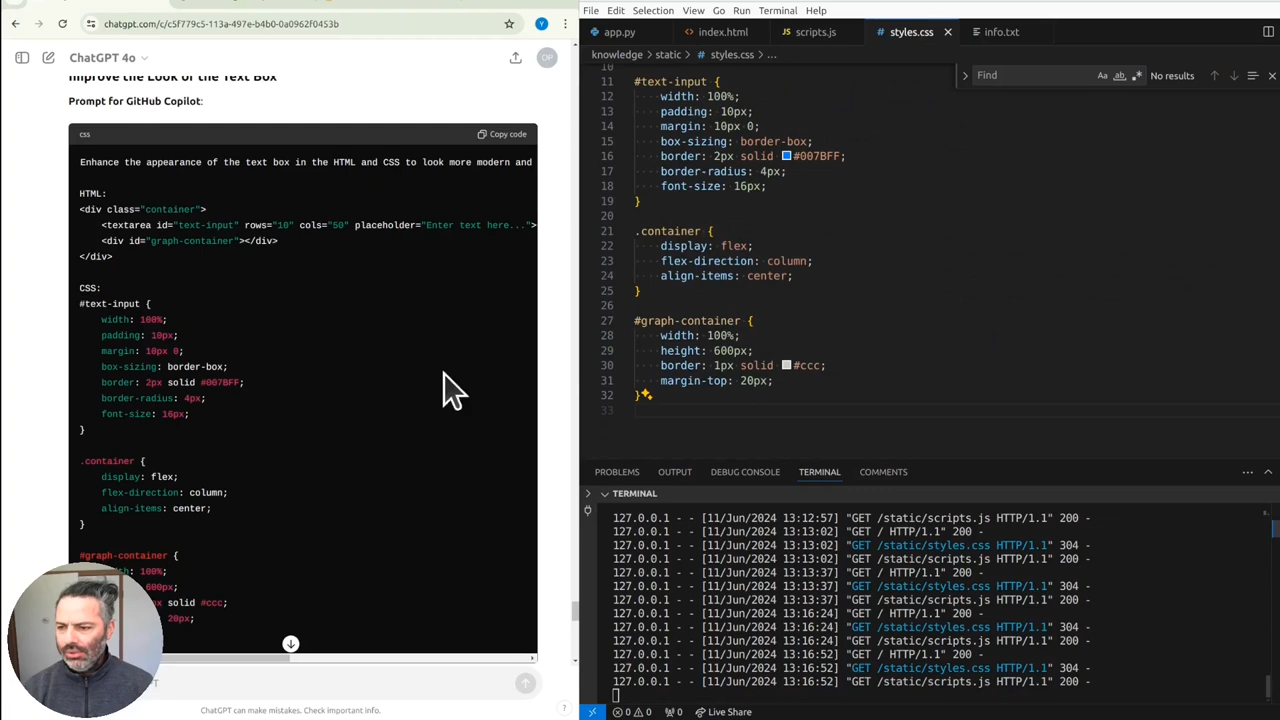 chatgpt.com/c/c5f779c5-113a-497e-b4b0-0a0962f0453b
Y
ChatGPT 4o
DP
Improve the Look of the Text Box
Prompt for GitHub Copilot:
css
Copy code
Enhance the appearance of the text box in the HTML and CSS to look more modern and
HTML:
<div class="container">
<textarea id="text-input" rows="10" cols="50" placeholder="Enter text here...">
<div id="graph-container"></div>
</div>
CSS:
#text-input {
width: 100%;
padding: 10px;
margin: 10px 0;
box-sizing: border-box;
border: 2px solid #007BFF;
border-radius: 4px;
font-size: 16px;
}
.container {
display: flex;
flex-direction: column;
align-items: center;
}
#graph-container {
100%;
600px;
solid #ccc;
20px;
ChatGPT can make mistakes. Check important info.
?
File Edit Selection View Go Run Terminal Help
app.py
index.html
scripts.js
styles.css
info.txt
knowledge > static > # styles.css > ...
Find
Aa ab
No results
10
11 #text-input {
12 width: 100%;
13 padding: 10px;
14 margin: 10px 0;
15 box-sizing: border-box;
16 border: 2px solid #007BFF;
17 border-radius: 4px;
18 font-size: 16px;
19 }
20
21 .container {
22 display: flex;
23 flex-direction: column;
24 align-items: center;
25 }
26
27 #graph-container {
28 width: 100%;
29 height: 600px;
30 border: 1px solid #ccc;
31 margin-top: 20px;
32 }
33
PROBLEMS OUTPUT DEBUG CONSOLE TERMINAL COMMENTS
TERMINAL
127.0.0.1 - - [11/Jun/2024 13:12:57] "GET /static/scripts.js HTTP/1.1" 200 -
127.0.0.1 - - [11/Jun/2024 13:13:02] "GET / HTTP/1.1" 200 -
127.0.0.1 - - [11/Jun/2024 13:13:02] "GET /static/styles.css HTTP/1.1" 304 -
127.0.0.1 - - [11/Jun/2024 13:13:02] "GET /static/scripts.js HTTP/1.1" 200 -
127.0.0.1 - - [11/Jun/2024 13:13:37] "GET / HTTP/1.1" 200 -
127.0.0.1 - - [11/Jun/2024 13:13:37] "GET /static/styles.css HTTP/1.1" 304 -
127.0.0.1 - - [11/Jun/2024 13:13:37] "GET /static/scripts.js HTTP/1.1" 200 -
127.0.0.1 - - [11/Jun/2024 13:16:24] "GET / HTTP/1.1" 200 -
127.0.0.1 - - [11/Jun/2024 13:16:24] "GET /static/styles.css HTTP/1.1" 304 -
127.0.0.1 - - [11/Jun/2024 13:16:24] "GET /static/scripts.js HTTP/1.1" 200 -
127.0.0.1 - - [11/Jun/2024 13:16:52] "GET / HTTP/1.1" 200 -
127.0.0.1 - - [11/Jun/2024 13:16:52] "GET /static/styles.css HTTP/1.1" 304 -
127.0.0.1 - - [11/Jun/2024 13:16:52] "GET /static/scripts.js HTTP/1.1" 200 -
0 0 0 Live Share